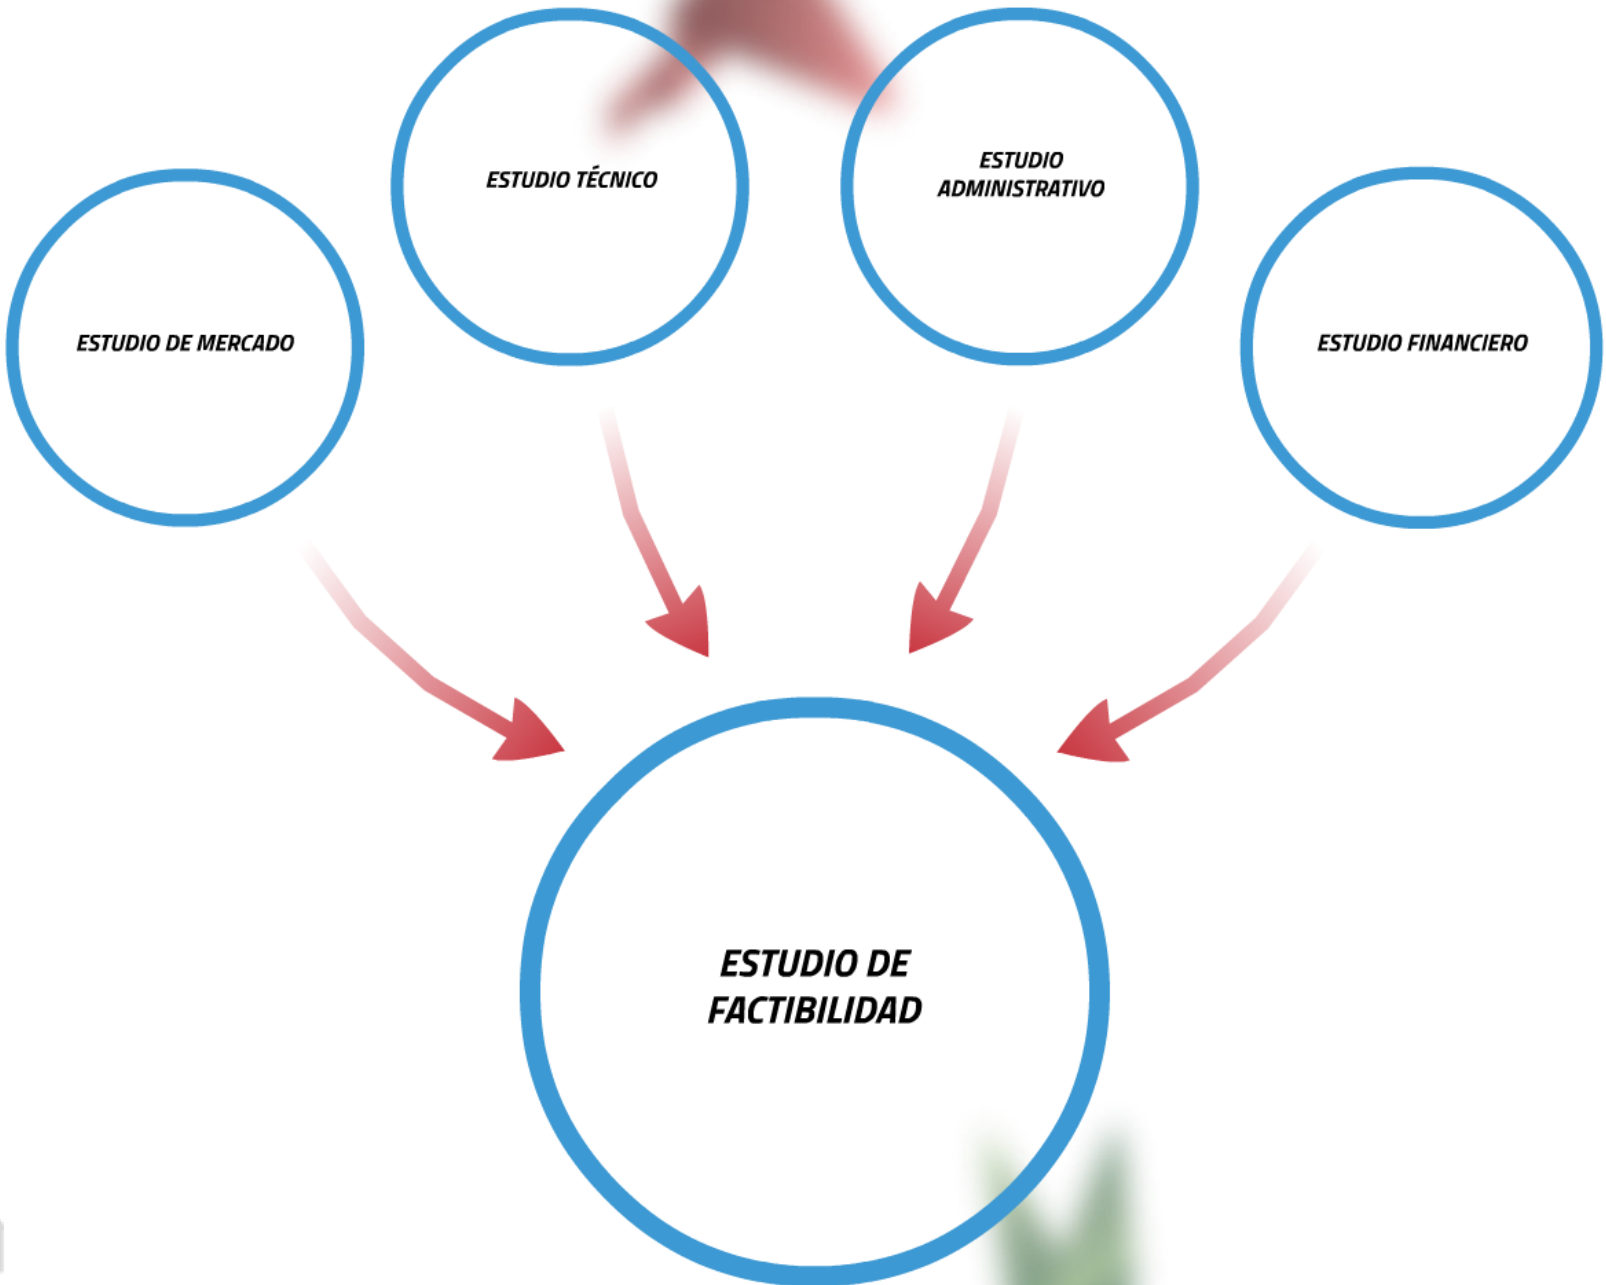 ESTUDIO DE MERCADO
ESTUDIO TÉCNICO
ESTUDIO
ADMINISTRATIVO
ESTUDIO FINANCIERO
ESTUDIO DE
FACTIBILIDAD